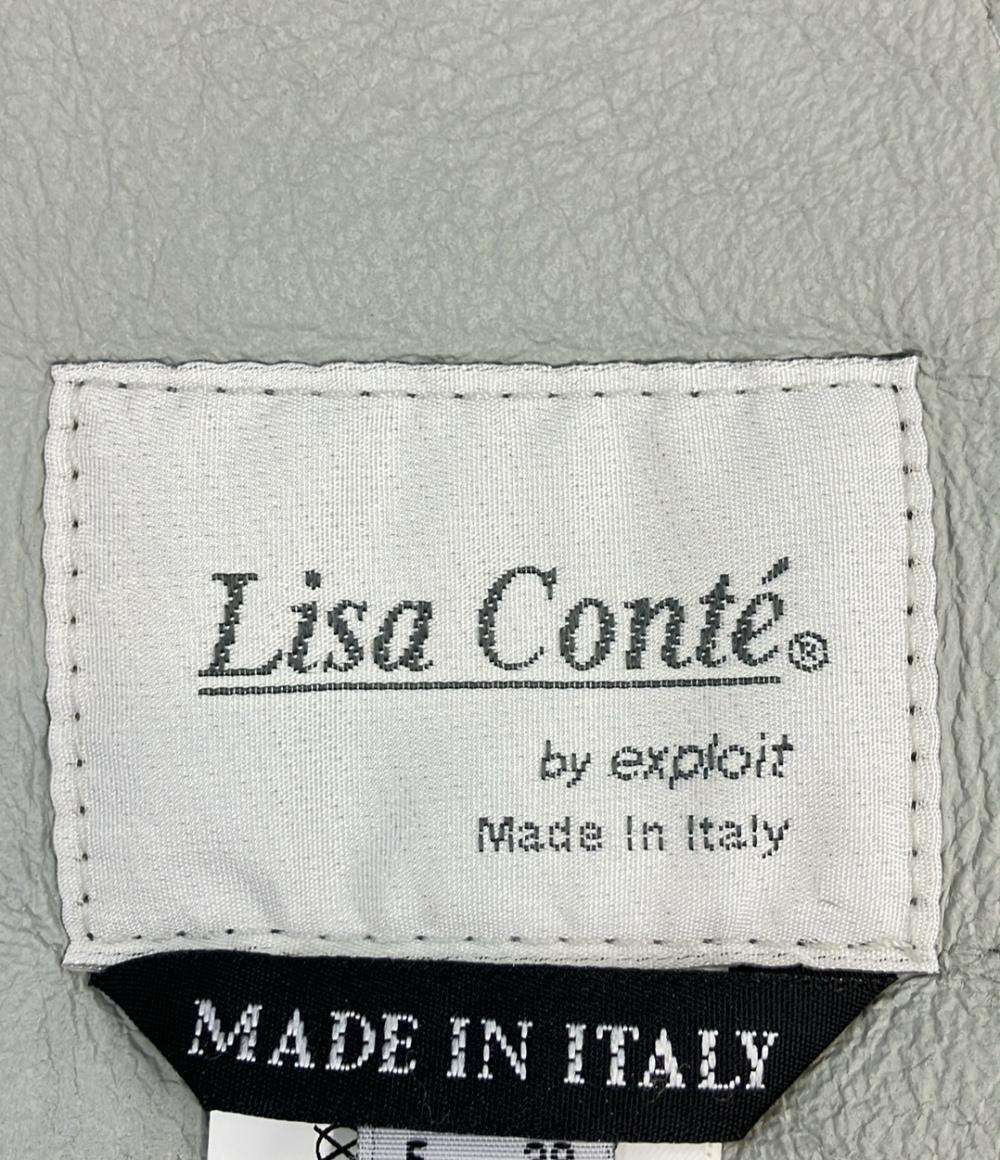 Lisa Conté®
by exploit
Made In Italy
MADE IN ITALY